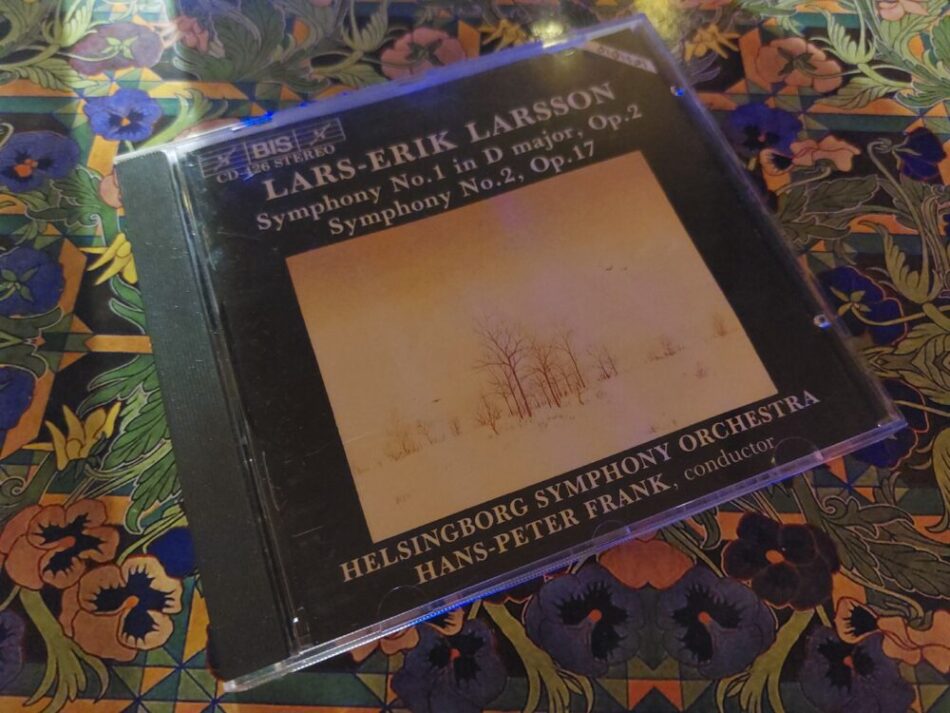 BIS
CD-426 STEREO
LARS-ERIK LARSSON
Symphony No.1 in D major, Op.2
Symphony No.2, Op.17
HELSINGBORG SYMPHONY ORCHESTRA
HANS-PETER FRANK, conductor